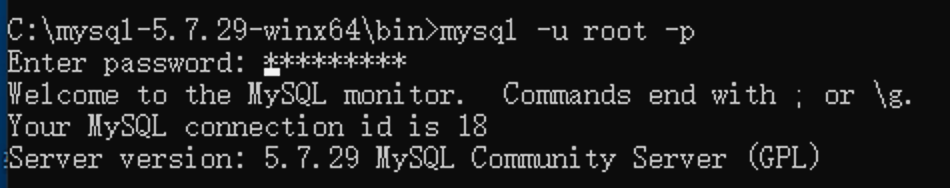 C:\mysql-5.7.29-winx64\bin>mysql -u root -p
Enter password: *********
Welcome to the MySQL monitor.  Commands end with ; or \g.
Your MySQL connection id is 18
Server version: 5.7.29 MySQL Community Server (GPL)